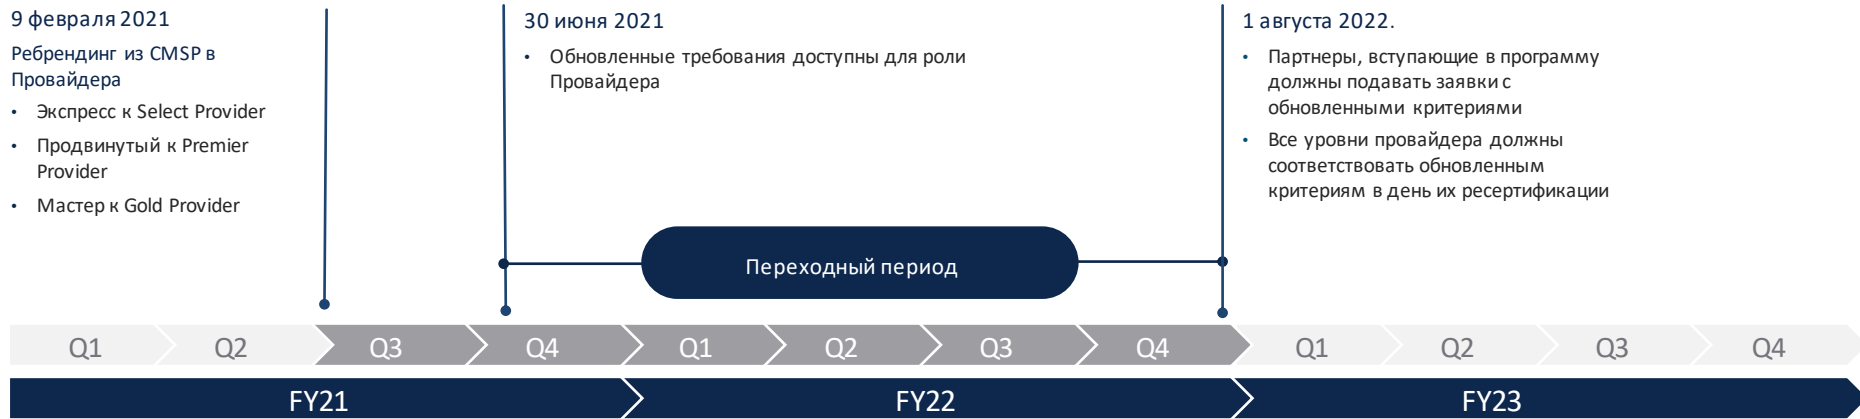 9 февраля 2021
Ребрендинг из CMSP в
Провайдера
• Экспресс к Select Provider
• Продвинутый к Premier
Provider
• Мастер к Gold Provider
30 июня 2021
• Обновленные требования доступны для роли
Провайдера
1 августа 2022.
• Партнеры, вступающие в программу
должны подавать заявки с
обновленными критериями
• Все уровни провайдера должны
соответствовать обновленным
критериям в день их ресертификации
Переходный период
Q1 Q2 Q3 Q4 Q1 Q2 Q3 Q4 Q1 Q2 Q3 Q4
FY21 FY22 FY23